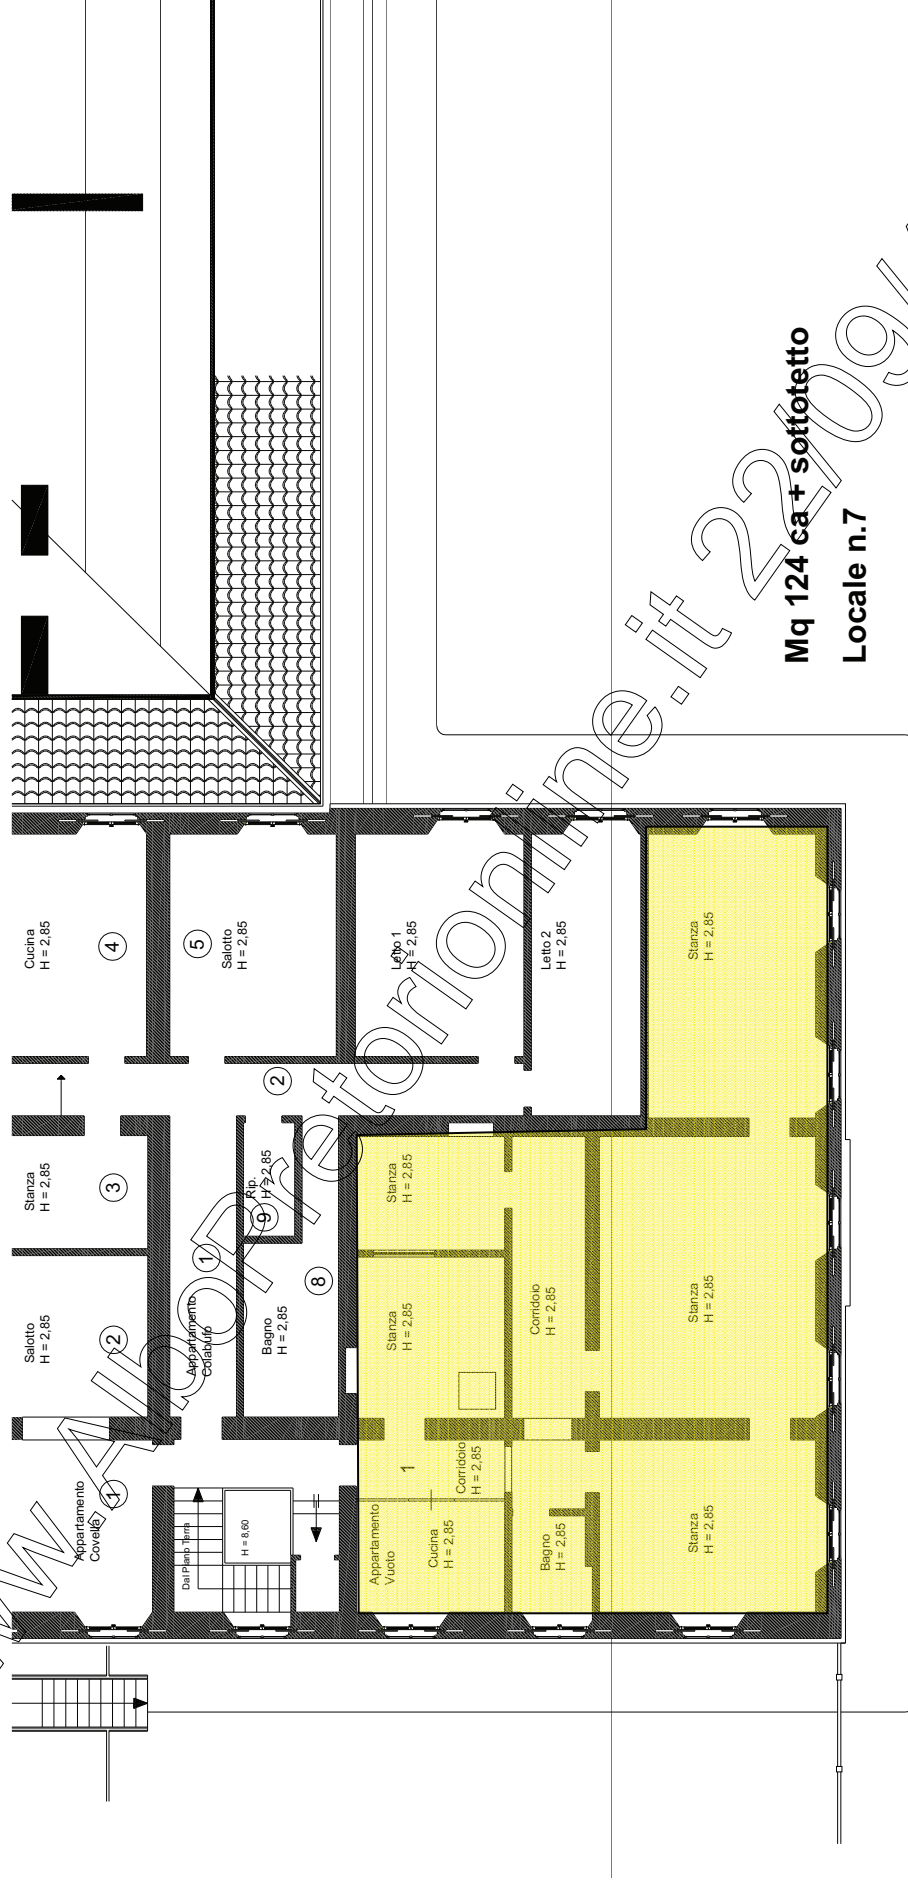 Mq 124 ca + sottotetto
Locale n.7
Cucina
H = 2,85
4
5
Salotto
H = 2,85
Letto 1
H = 2,85
Letto 2
H = 2,85
Stanza
H = 2,85
2
Stanza
H = 2,85
3
Rip.
H = 2,85
9
Stanza
H = 2,85
Salotto
H = 2,85
2
1
Appartamento
Colabufo
Bagno
H = 2,85
8
Stanza
H = 2,85
Corridoio
H = 2,85
Stanza
H = 2,85
Appartamento
Covella
1
Dal Piano Terra
H = 8,60
1
Corridoio
H = 2,85
Appartamento
Vuoto
Cucina
H = 2,85
Bagno
H = 2,85
Stanza
H = 2,85
w.AlboPretorionline.it 22/09/